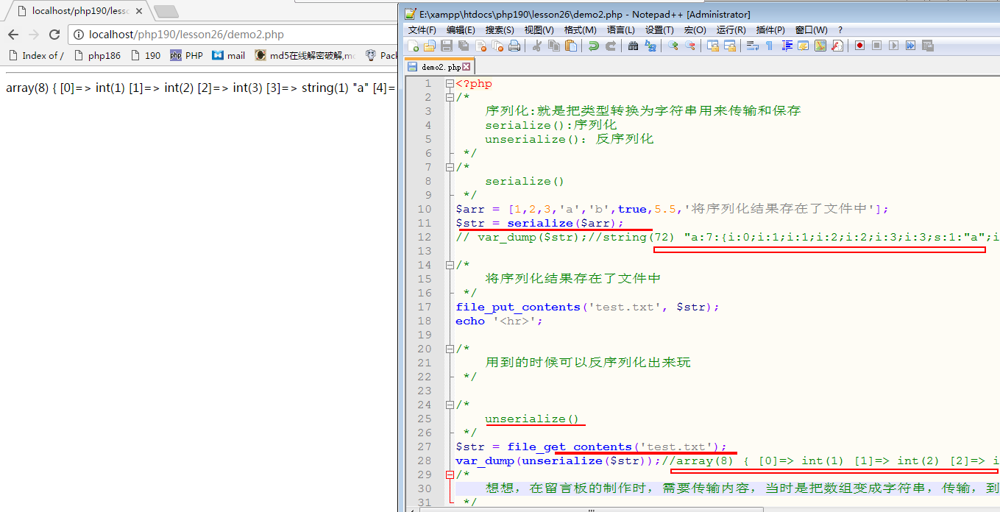 localhost/php190/lesso
localhost/php190/lesson26/demo2.php
Index of /
php186
190
php
PHP
mail
md5在线解密破解,mo
Pack
array(8) { [0]=> int(1) [1]=> int(2) [2]=> int(3) [3]=> string(1) "a" [4]=
E:\xampp\htdocs\php190\lesson26\demo2.php - Notepad++ [Administrator]
文件(F) 编辑(E) 搜索(S) 视图(V) 格式(M) 语言(L) 设置(T) 宏(O) 运行(R) 插件(P) 窗口(W) ?
demo2.php
1 <?php
2 /*
3 序列化:就是把类型转换为字符串用来传输和保存
4 serialize():序列化
5 unserialize(): 反序列化
6 */
7 /*
8 serialize()
9 */
10 $arr = [1,2,3,'a','b',true,5.5,'将序列化结果存在了文件中'];
11 $str = serialize($arr);
12 // var_dump($str);//string(72) "a:7:{i:0;i:1;i:1;i:2;i:2;i:3;i:3;s:1:"a";i
13
14 /*
15 将序列化结果存在了文件中
16 */
17 file_put_contents('test.txt', $str);
18 echo '<hr>';
19
20 /*
21 用到的时候可以反序列化出来玩
22 */
23
24 /*
25 unserialize()
26 */
27 $str = file_get_contents('test.txt');
28 var_dump(unserialize($str));//array(8) { [0]=> int(1) [1]=> int(2) [2]=> i
29 /*
30 想想，在留言板的制作时，需要传输内容，当时是把数组变成字符串，传输，到
31 */